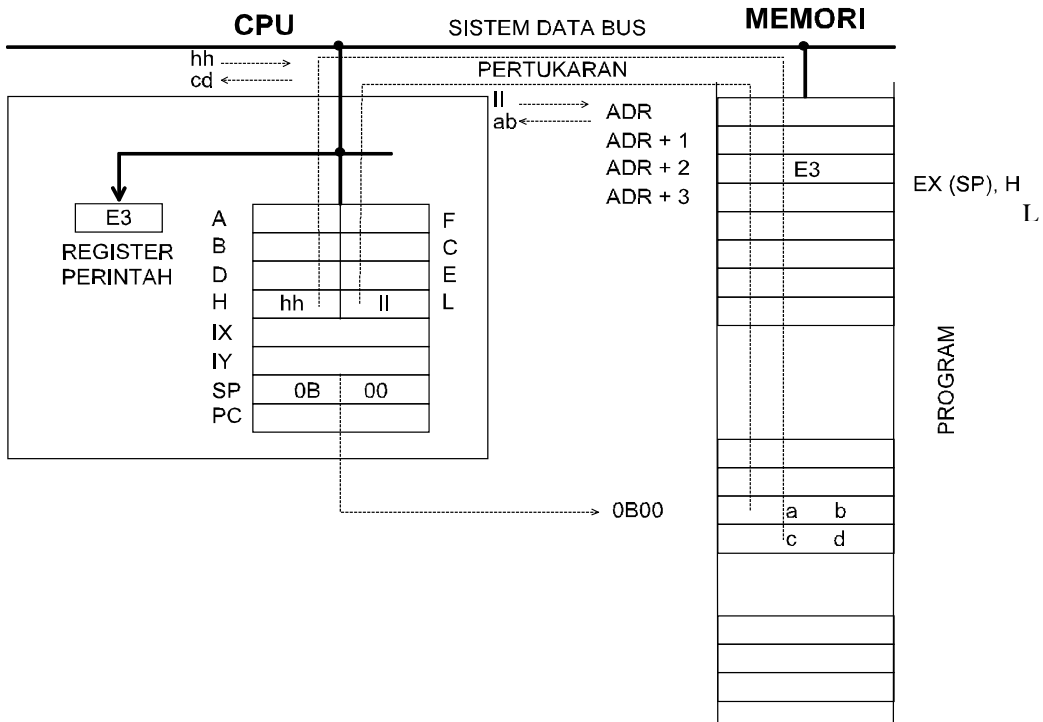 CPU
SISTEM DATA BUS
MEMORI
hh
cd
PERTUKARAN
ll
ab
ADR
ADR + 1
ADR + 2
ADR + 3
E3
EX (SP), H
L
E3
REGISTER
PERINTAH
A F
B C
D E
H hh ll L
IX
IY
SP 0B 00
PC
PROGRAM
0B00
a b
c d